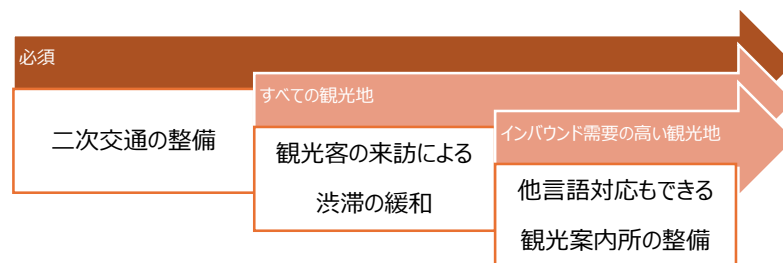 必須
二次交通の整備
すべての観光地
観光客の来訪による
渋滞の緩和
インバウンド需要の高い観光地
他言語対応もできる
観光案内所の整備